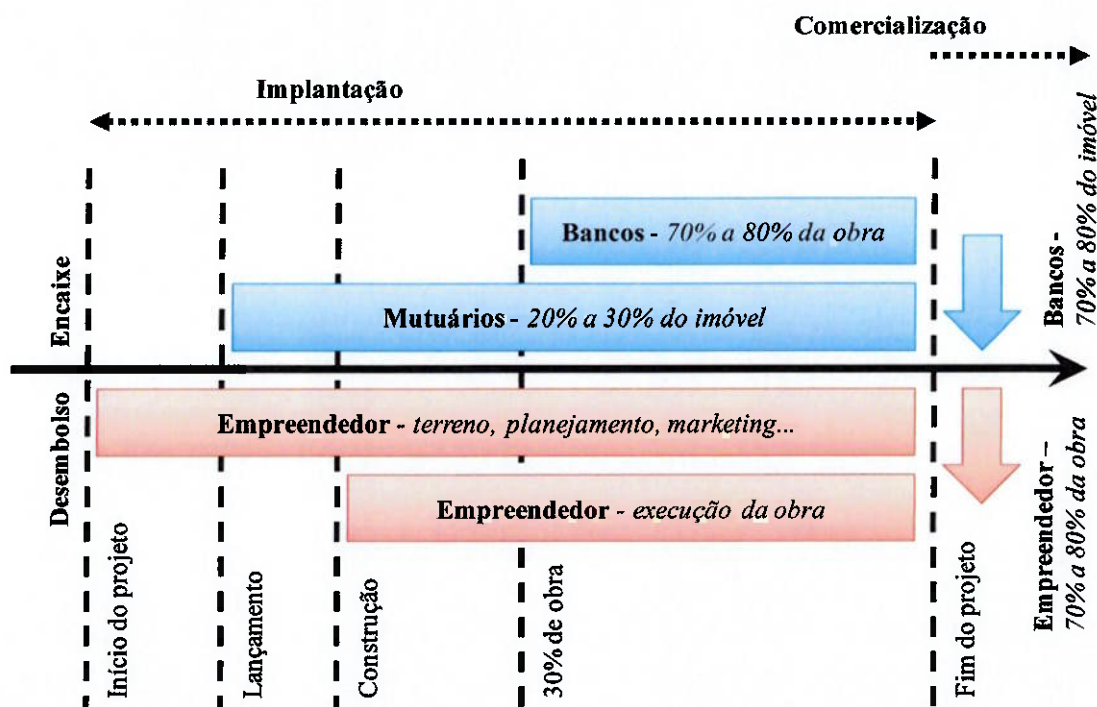 Comercialização
Implantação
Bancos - 70% a 80% da obra
Mutuários - 20% a 30% do imóvel
Encaixe
Bancos -
70% a 80% do imóvel
Desembolso
Empreendedor - terreno, planejamento, marketing...
Empreendedor - execução da obra
Empreendedor –
70% a 80% da obra
Início do projeto
Lançamento
Construção
30% de obra
Fim do projeto